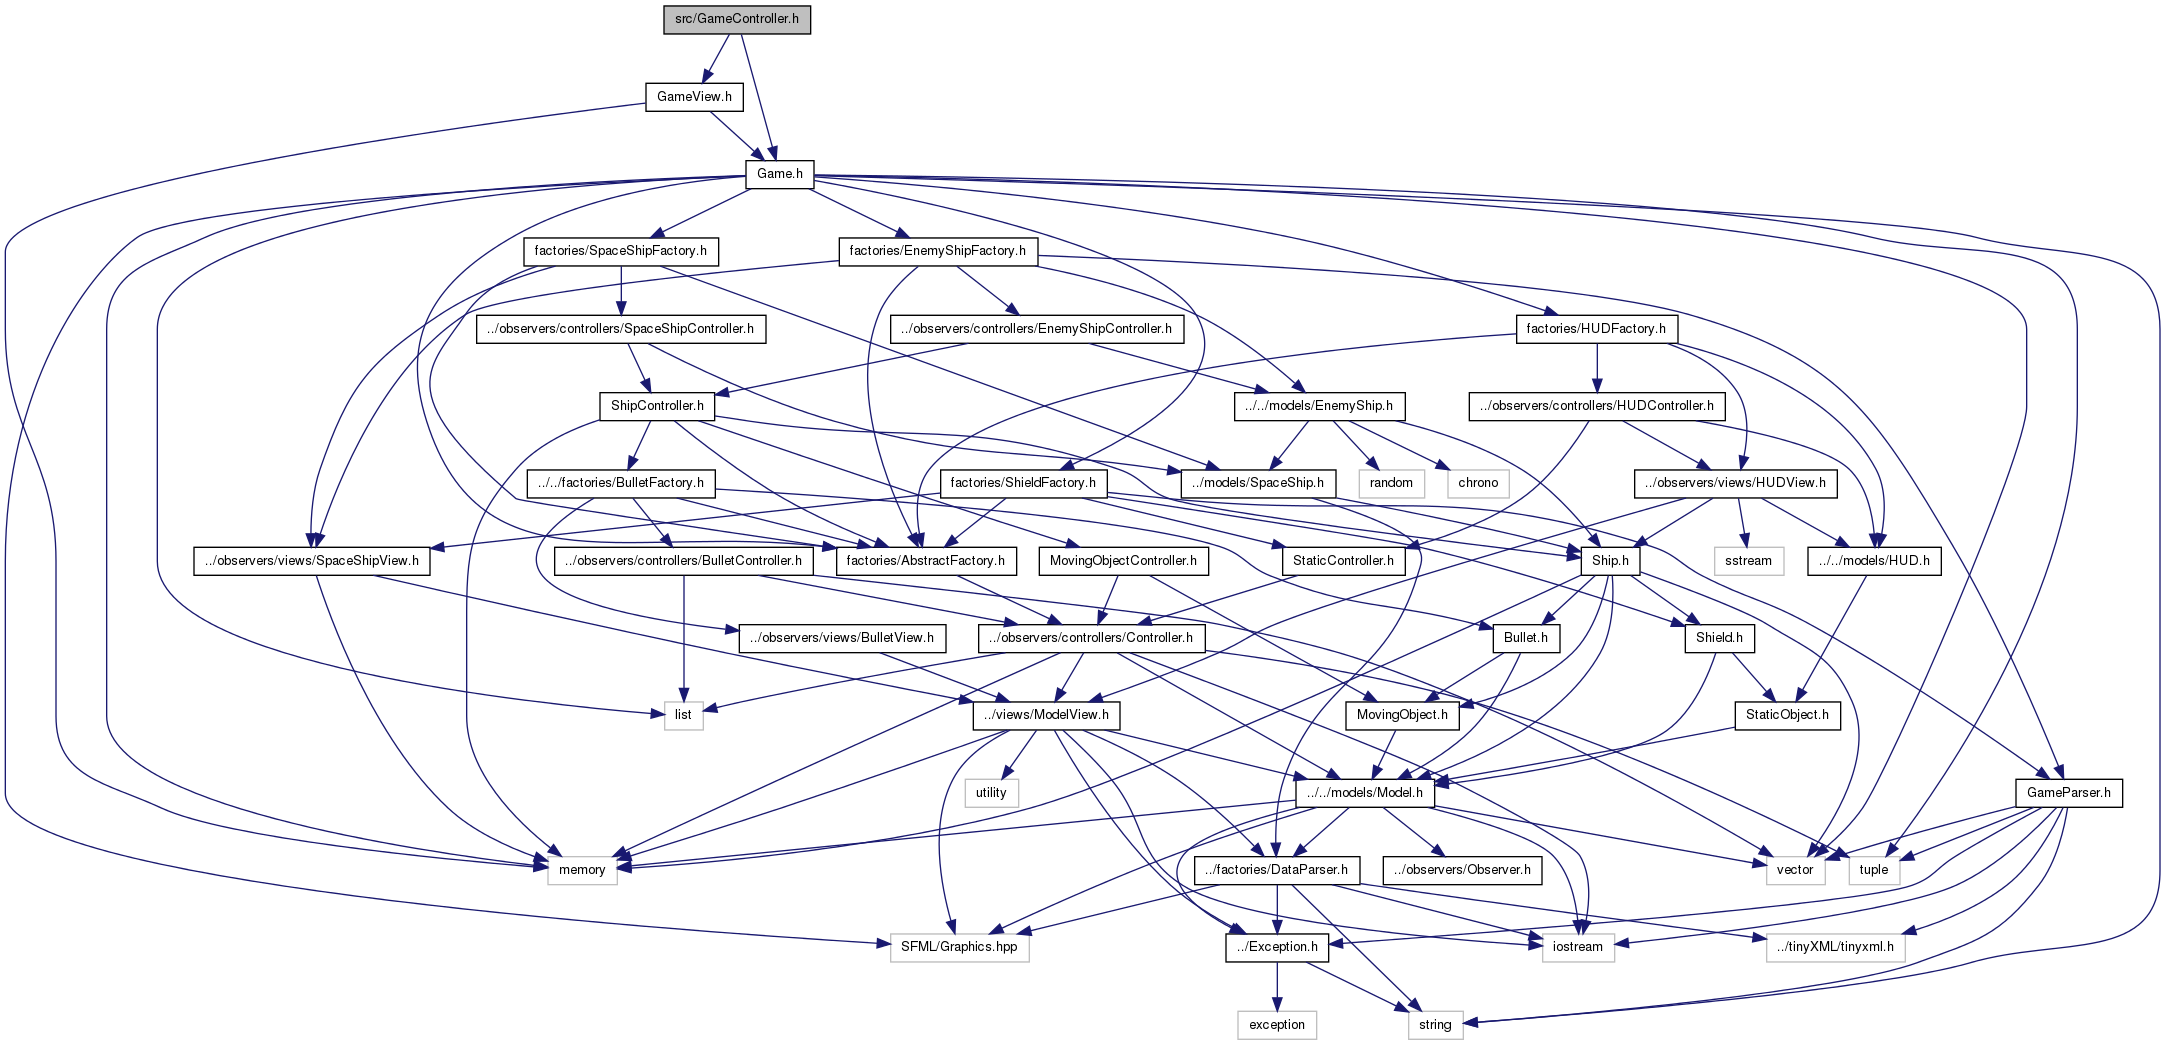 src/GameController.h
GameView.h
Game.h
factories/SpaceShipFactory.h
factories/EnemyShipFactory.h
../observers/controllers/SpaceShipController.h
../observers/controllers/EnemyShipController.h
factories/HUDFactory.h
ShipController.h
../../models/EnemyShip.h
../observers/controllers/HUDController.h
../../factories/BulletFactory.h
factories/ShieldFactory.h
../models/SpaceShip.h
random
chrono
../observers/views/HUDView.h
../observers/views/SpaceShipView.h
../observers/controllers/BulletController.h
factories/AbstractFactory.h
MovingObjectController.h
StaticController.h
Ship.h
sstream
../../models/HUD.h
../observers/views/BulletView.h
../observers/controllers/Controller.h
Bullet.h
Shield.h
list
../views/ModelView.h
MovingObject.h
StaticObject.h
utility
../../models/Model.h
GameParser.h
memory
../factories/DataParser.h
../observers/Observer.h
vector
tuple
SFML/Graphics.hpp
../Exception.h
iostream
../tinyXML/tinyxml.h
exception
string